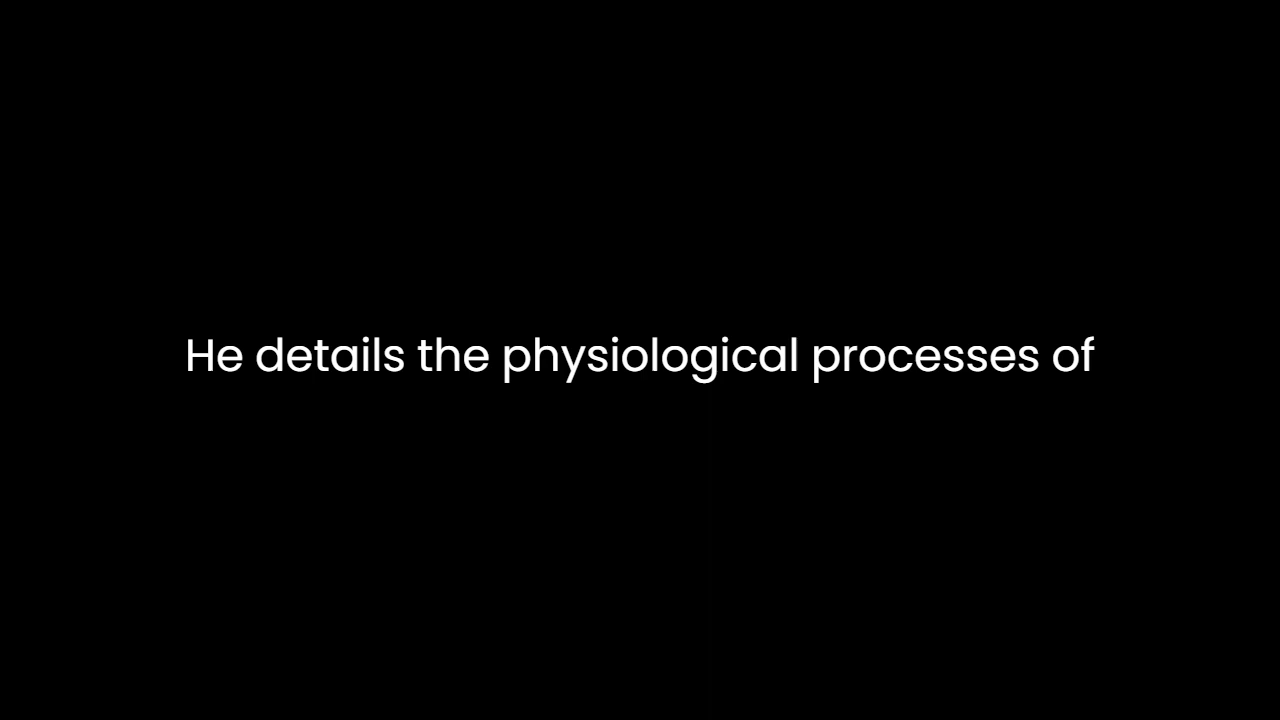 He details the physiological processes of